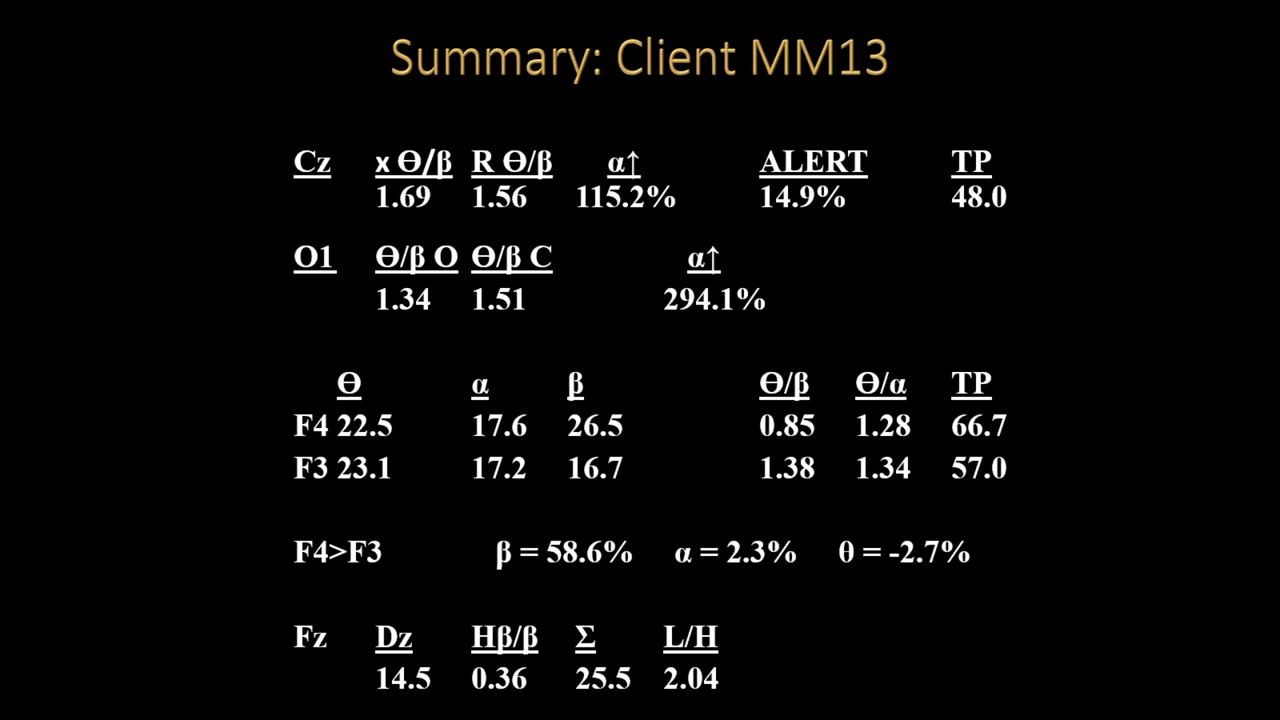 Summary: Client MM13
Cz x Ɵ/β R Ɵ/β α↑ ALERT TP
1.69 1.56 115.2% 14.9% 48.0
O1 Ɵ/β O Ɵ/β C α↑
1.34 1.51 294.1%
Ɵ α β Ɵ/β Ɵ/α TP
F4 22.5 17.6 26.5 0.85 1.28 66.7
F3 23.1 17.2 16.7 1.38 1.34 57.0
F4>F3 β = 58.6% α = 2.3% θ = -2.7%
Fz Dz Hβ/β Σ L/H
14.5 0.36 25.5 2.04